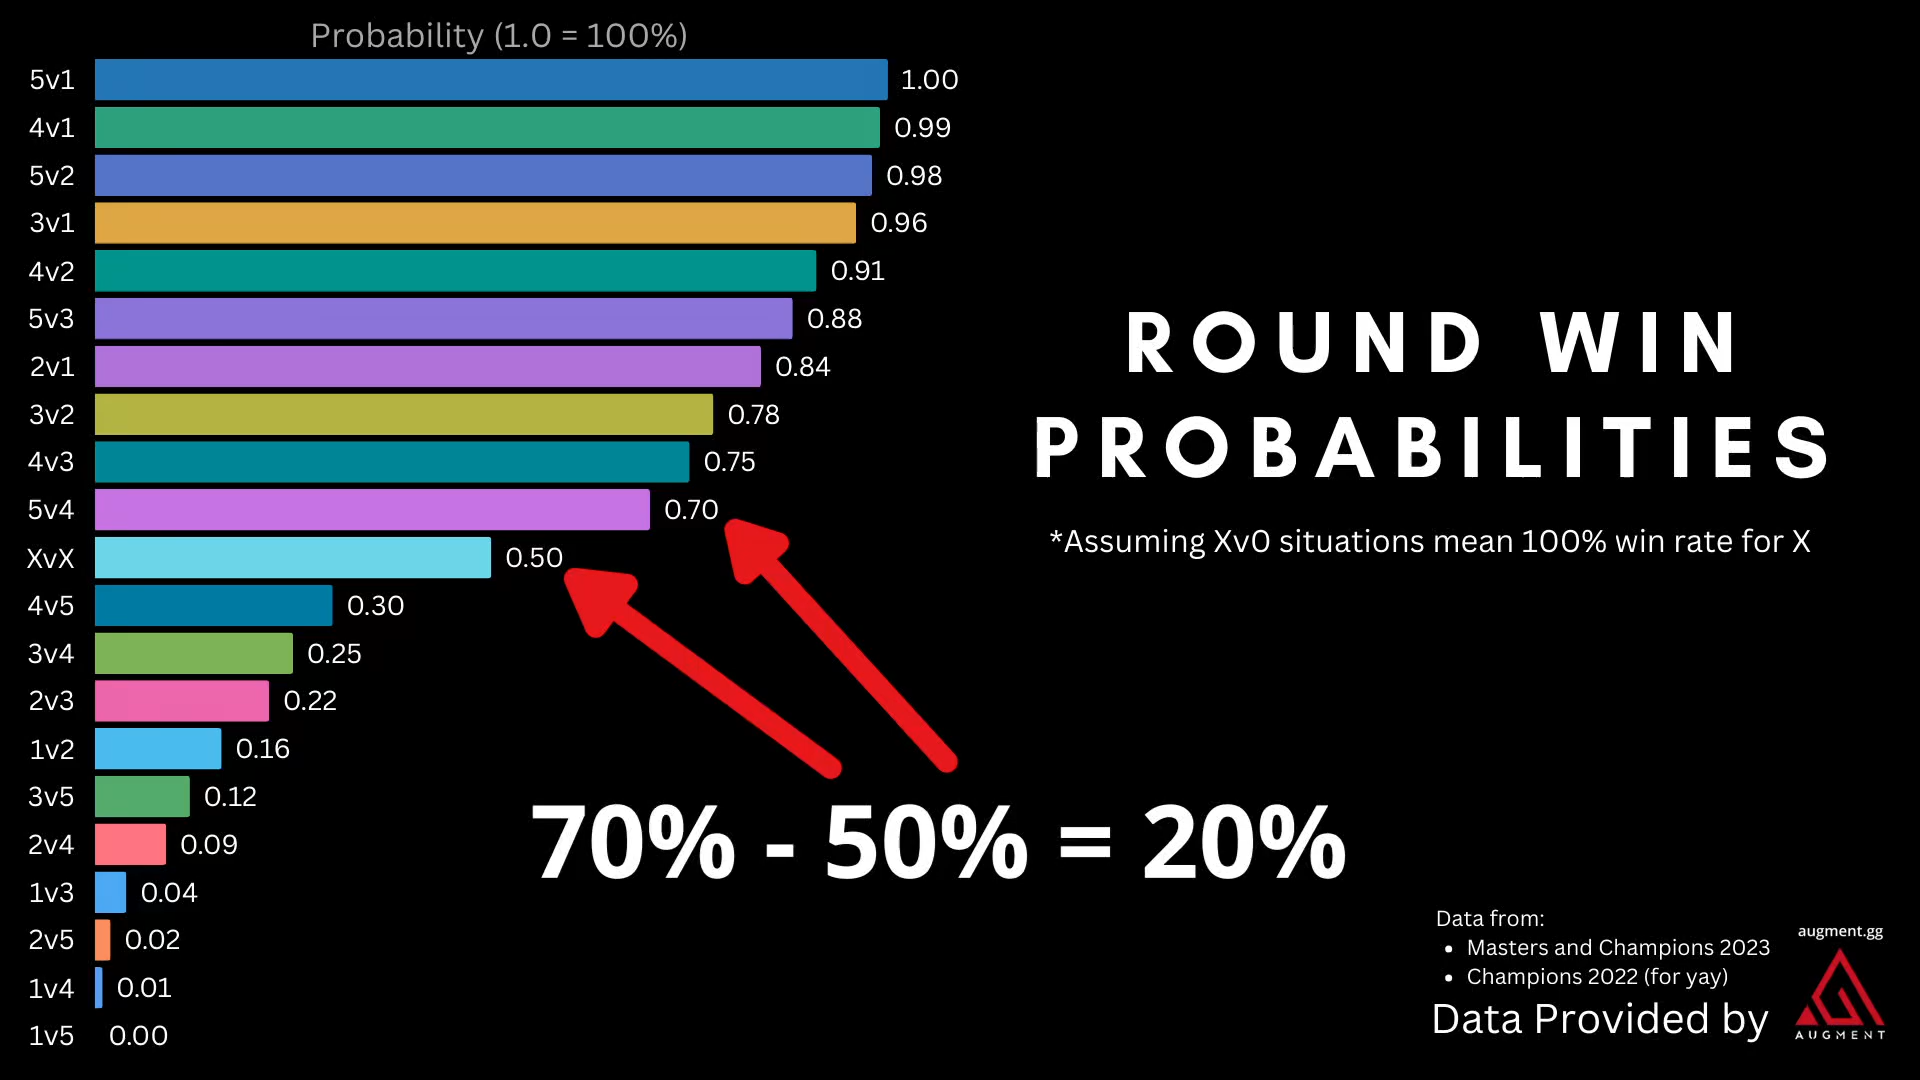 Probability (1.0 = 100%)
5v1 1.00
4v1 0.99
5v2 0.98
3v1 0.96
4v2 0.91
5v3 0.88
2v1 0.84
3v2 0.78
4v3 0.75
5v4 0.70
XvX 0.50
4v5 0.30
3v4 0.25
2v3 0.22
1v2 0.16
3v5 0.12
2v4 0.09
1v3 0.04
2v5 0.02
1v4 0.01
1v5 0.00
ROUND WIN
PROBABILITIES
*Assuming Xv0 situations mean 100% win rate for X
70% - 50% = 20%
Data from:
• Masters and Champions 2023
• Champions 2022 (for yay)
Data Provided by
augment.gg
AUGMENT